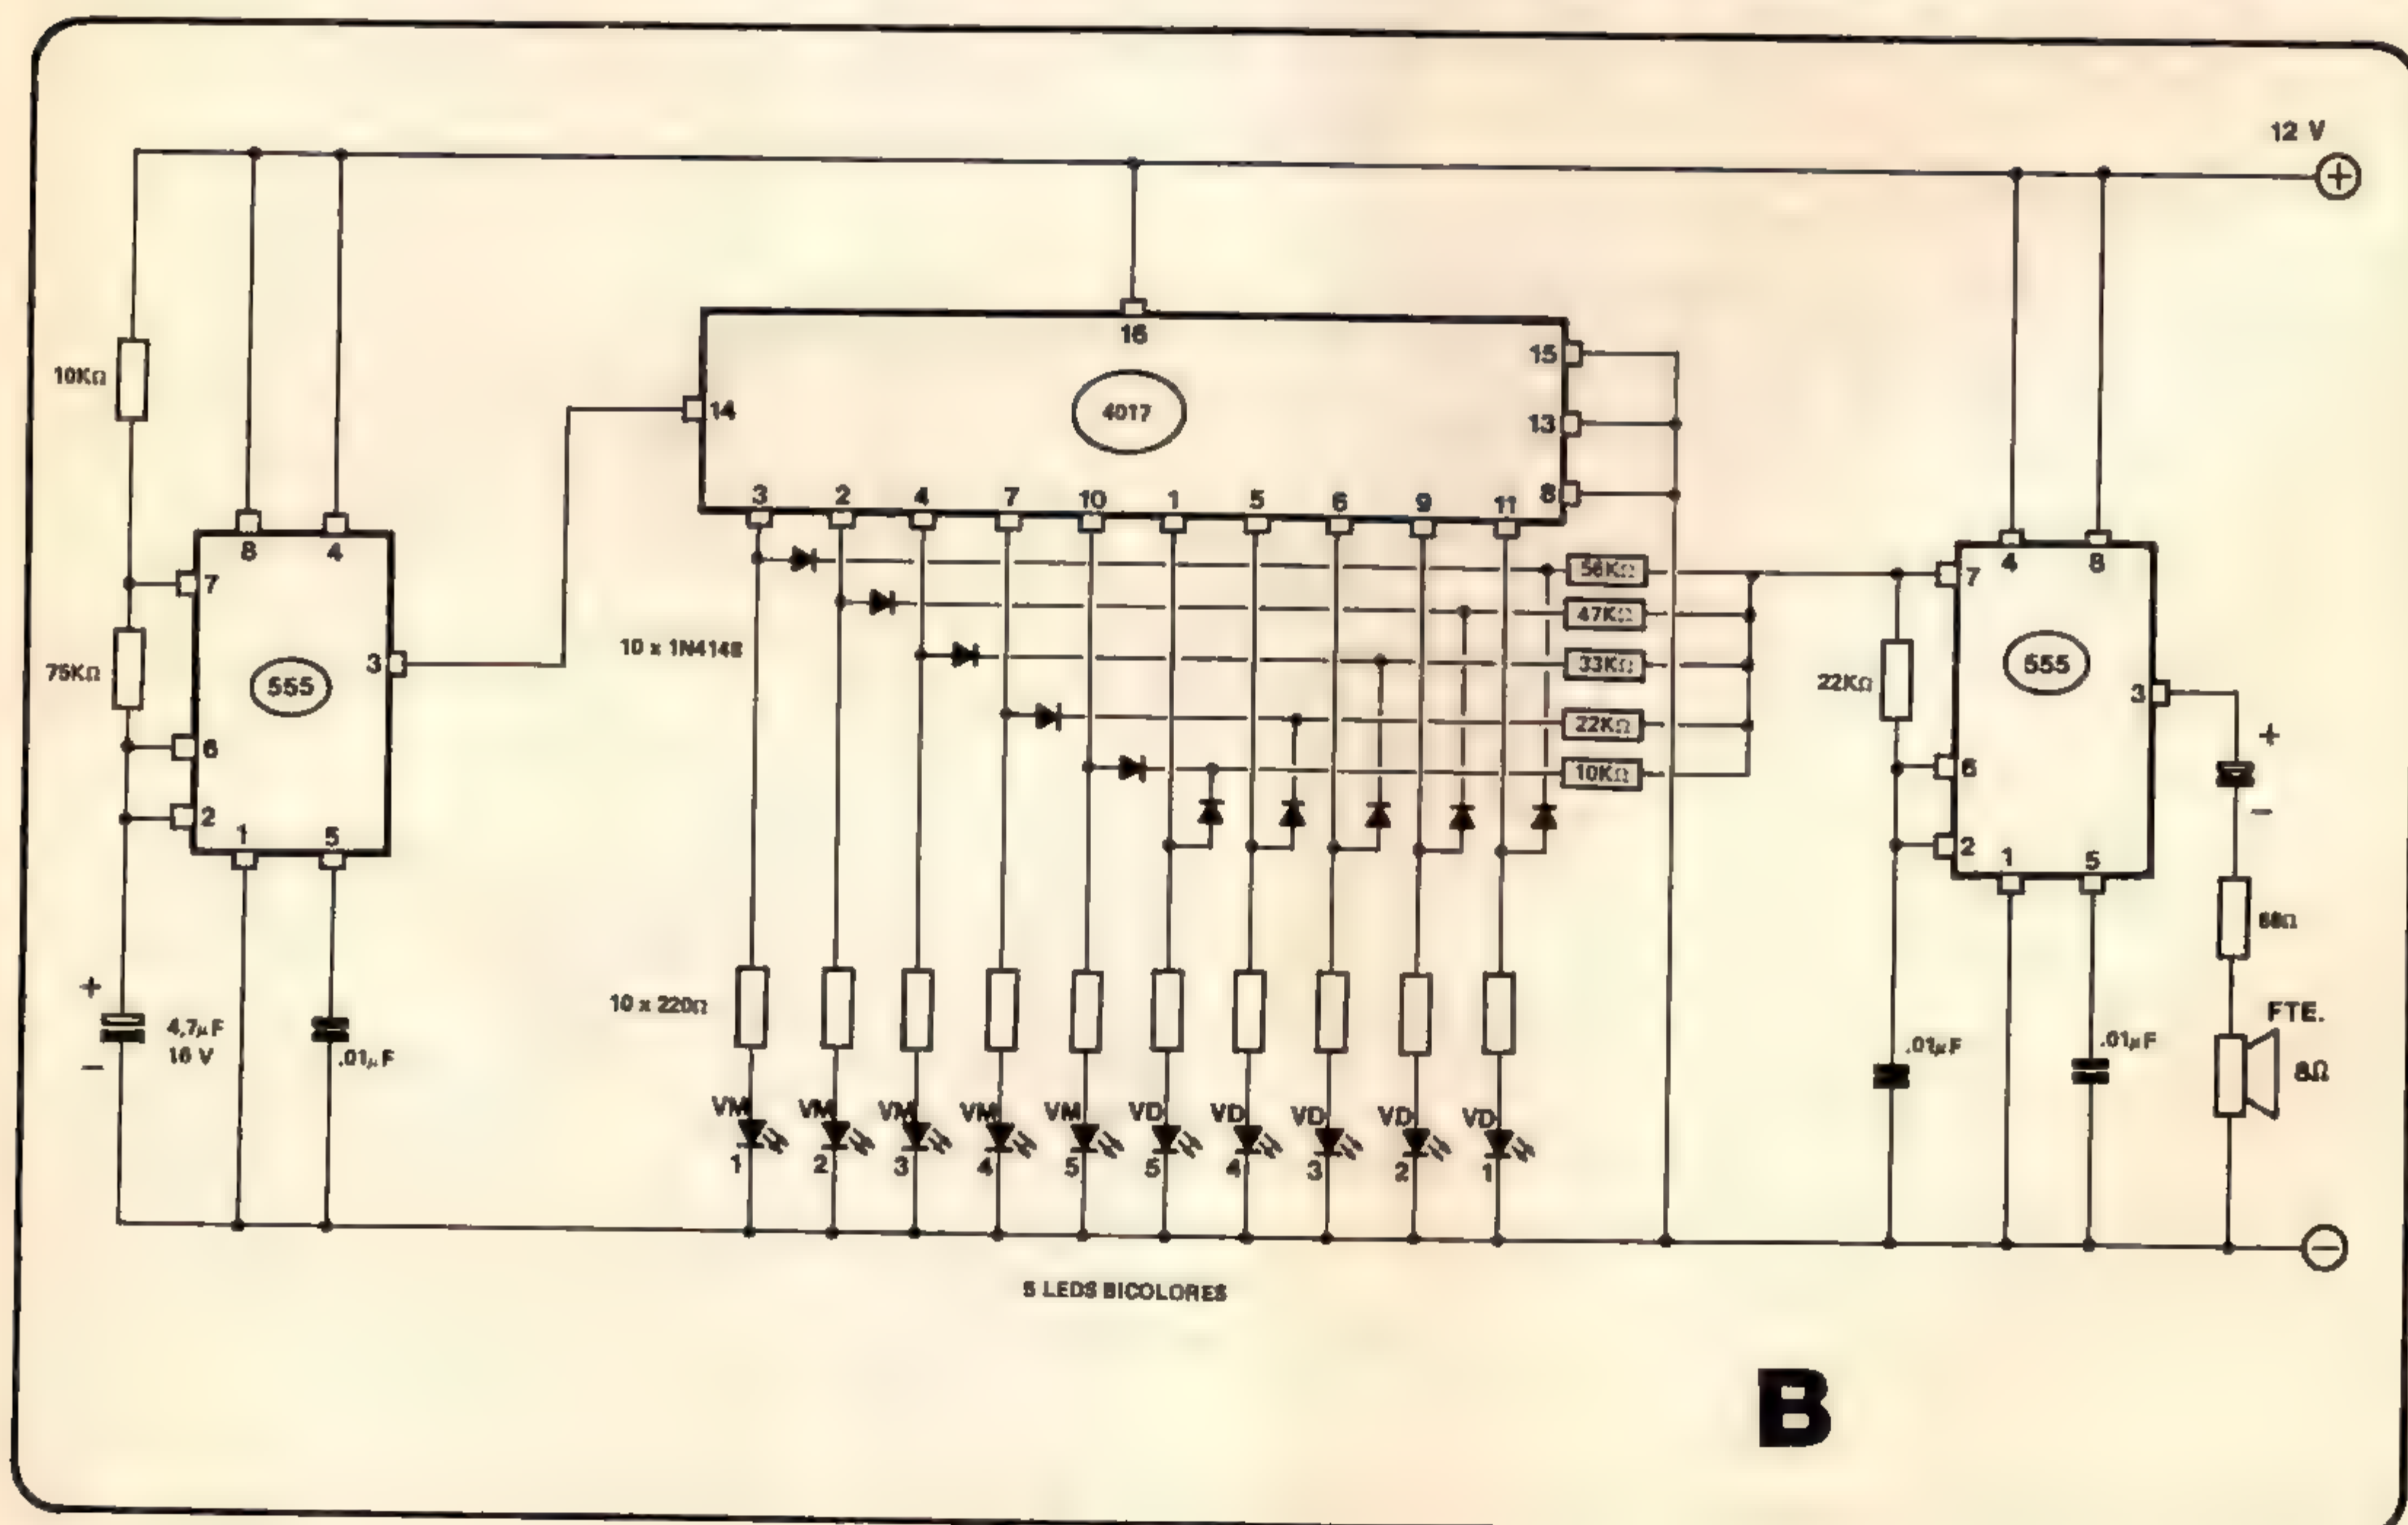 12 V
+
16
15
10KΩ
14
4017
13
3
2
4
7
10
1
5
6
9
11
8
8
4
4
8
7
56KΩ
7
47KΩ
10 x 1N4148
33KΩ
555
3
75KΩ
555
22KΩ
22KΩ
3
6
10KΩ
6
+
−
2
1
5
2
1
5
+
4,7µF
16 V
−
.01µF
10 x 220Ω
.01µF
.01µF
FTE.
8Ω
VM
VM
VM
VM
VM
VD
VD
VD
VD
VD
1
2
3
4
5
5
4
3
2
1
−
5 LEDS BICOLORES
B